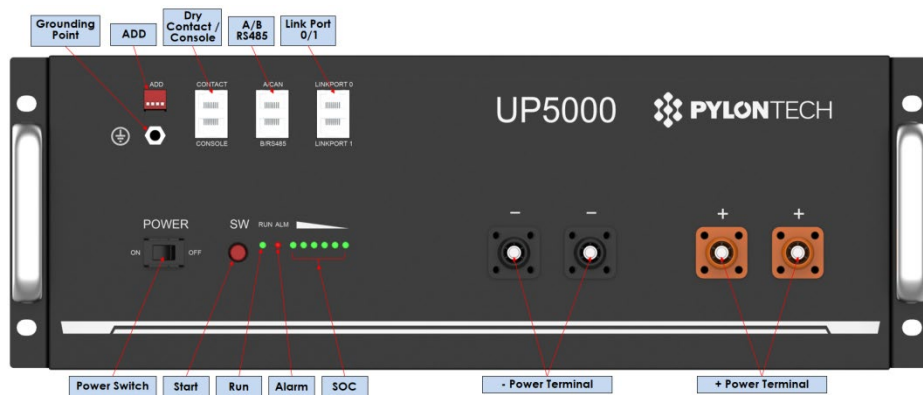 Grounding
Point
ADD
Dry
Contact /
Console
A/B
RS485
Link Port
0/1
ADD
CONTACT
A/CAN
LINKPORT 0
CONSOLE
B/RS485
LINKPORT 1
UP5000
PYLONTECH
POWER
SW
RUN ALM
ON
OFF
−
−
+
+
Power Switch
Start
Run
Alarm
SOC
- Power Terminal
+ Power Terminal